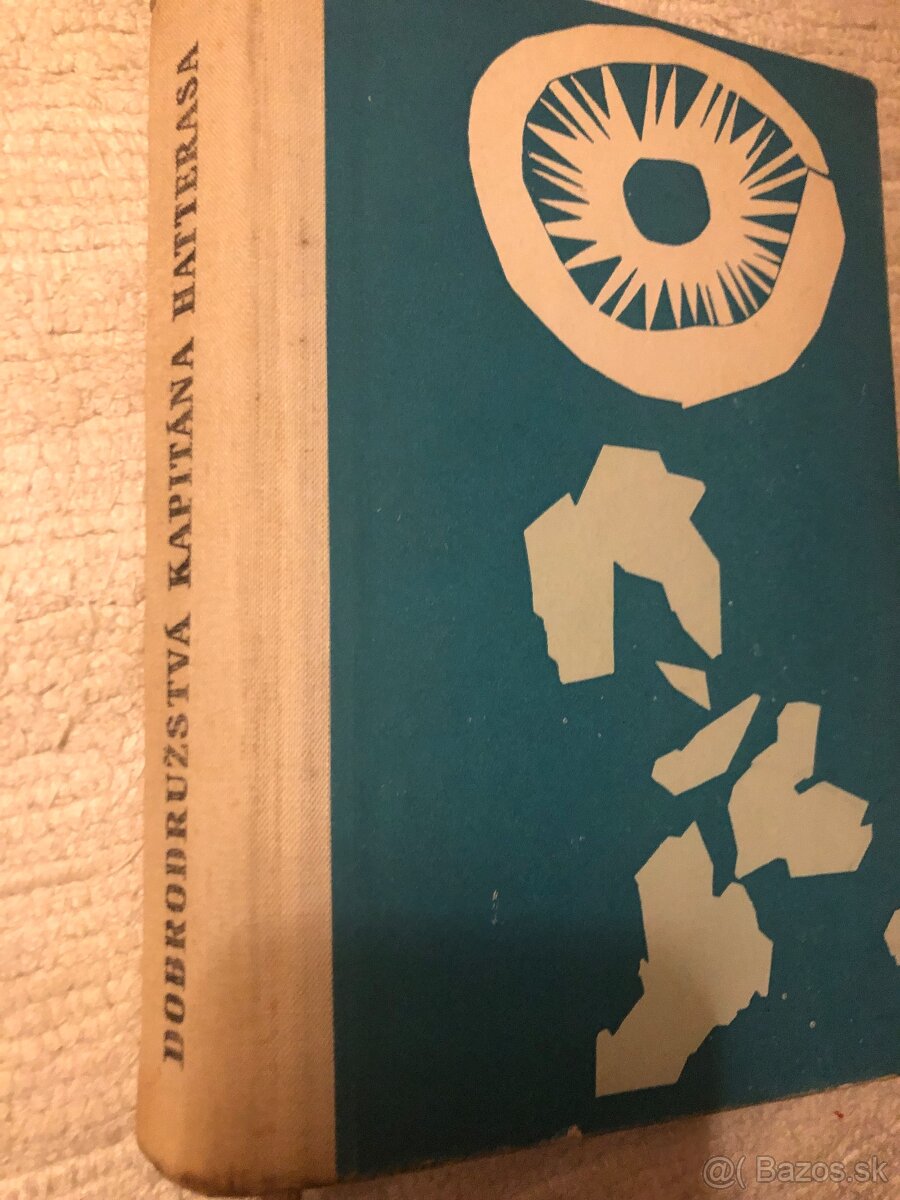 DOBRODRUŽSTVÁ KAPITÁNA HATTERASA
@( Bazos.sk